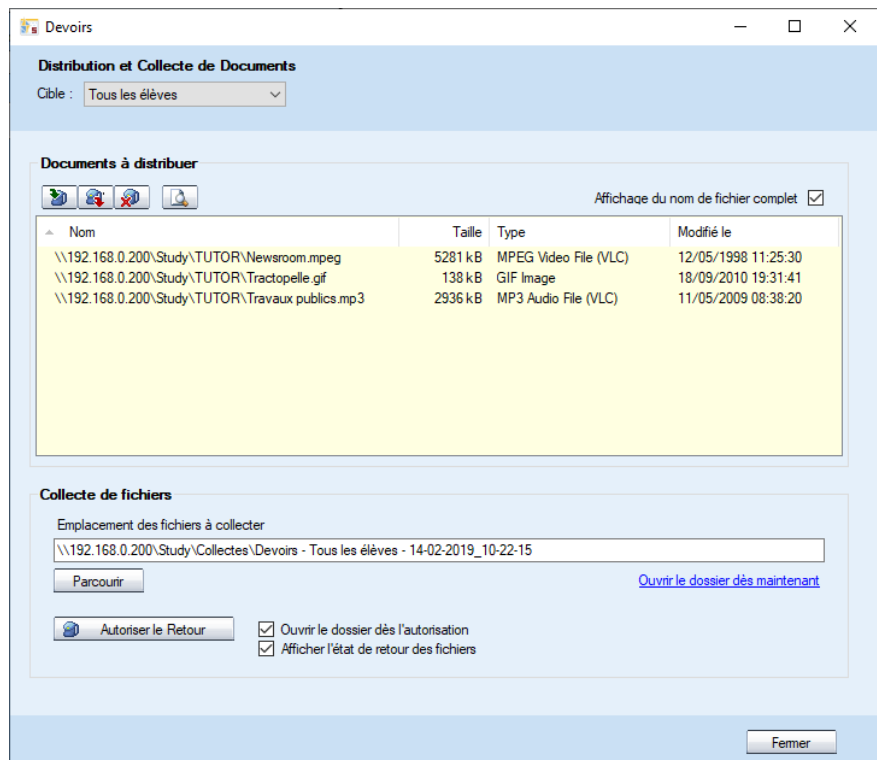 Devoirs
Distribution et Collecte de Documents
Cible : Tous les élèves
Documents à distribuer
Affichage du nom de fichier complet
Nom Taille Type Modifié le
\\192.168.0.200\Study\TUTOR\Newsroom.mpeg 5281 kB MPEG Video File (VLC) 12/05/1998 11:25:30
\\192.168.0.200\Study\TUTOR\Tractopelle.gif 138 kB GIF Image 18/09/2010 19:31:41
\\192.168.0.200\Study\TUTOR\Travaux publics.mp3 2936 kB MP3 Audio File (VLC) 11/05/2009 08:38:20
Collecte de fichiers
Emplacement des fichiers à collecter
\\192.168.0.200\Study\Collectes\Devoirs - Tous les élèves - 14-02-2019_10-22-15
Parcourir Ouvrir le dossier dès maintenant
Autoriser le Retour Ouvrir le dossier dès l'autorisation
Afficher l'état de retour des fichiers
Fermer